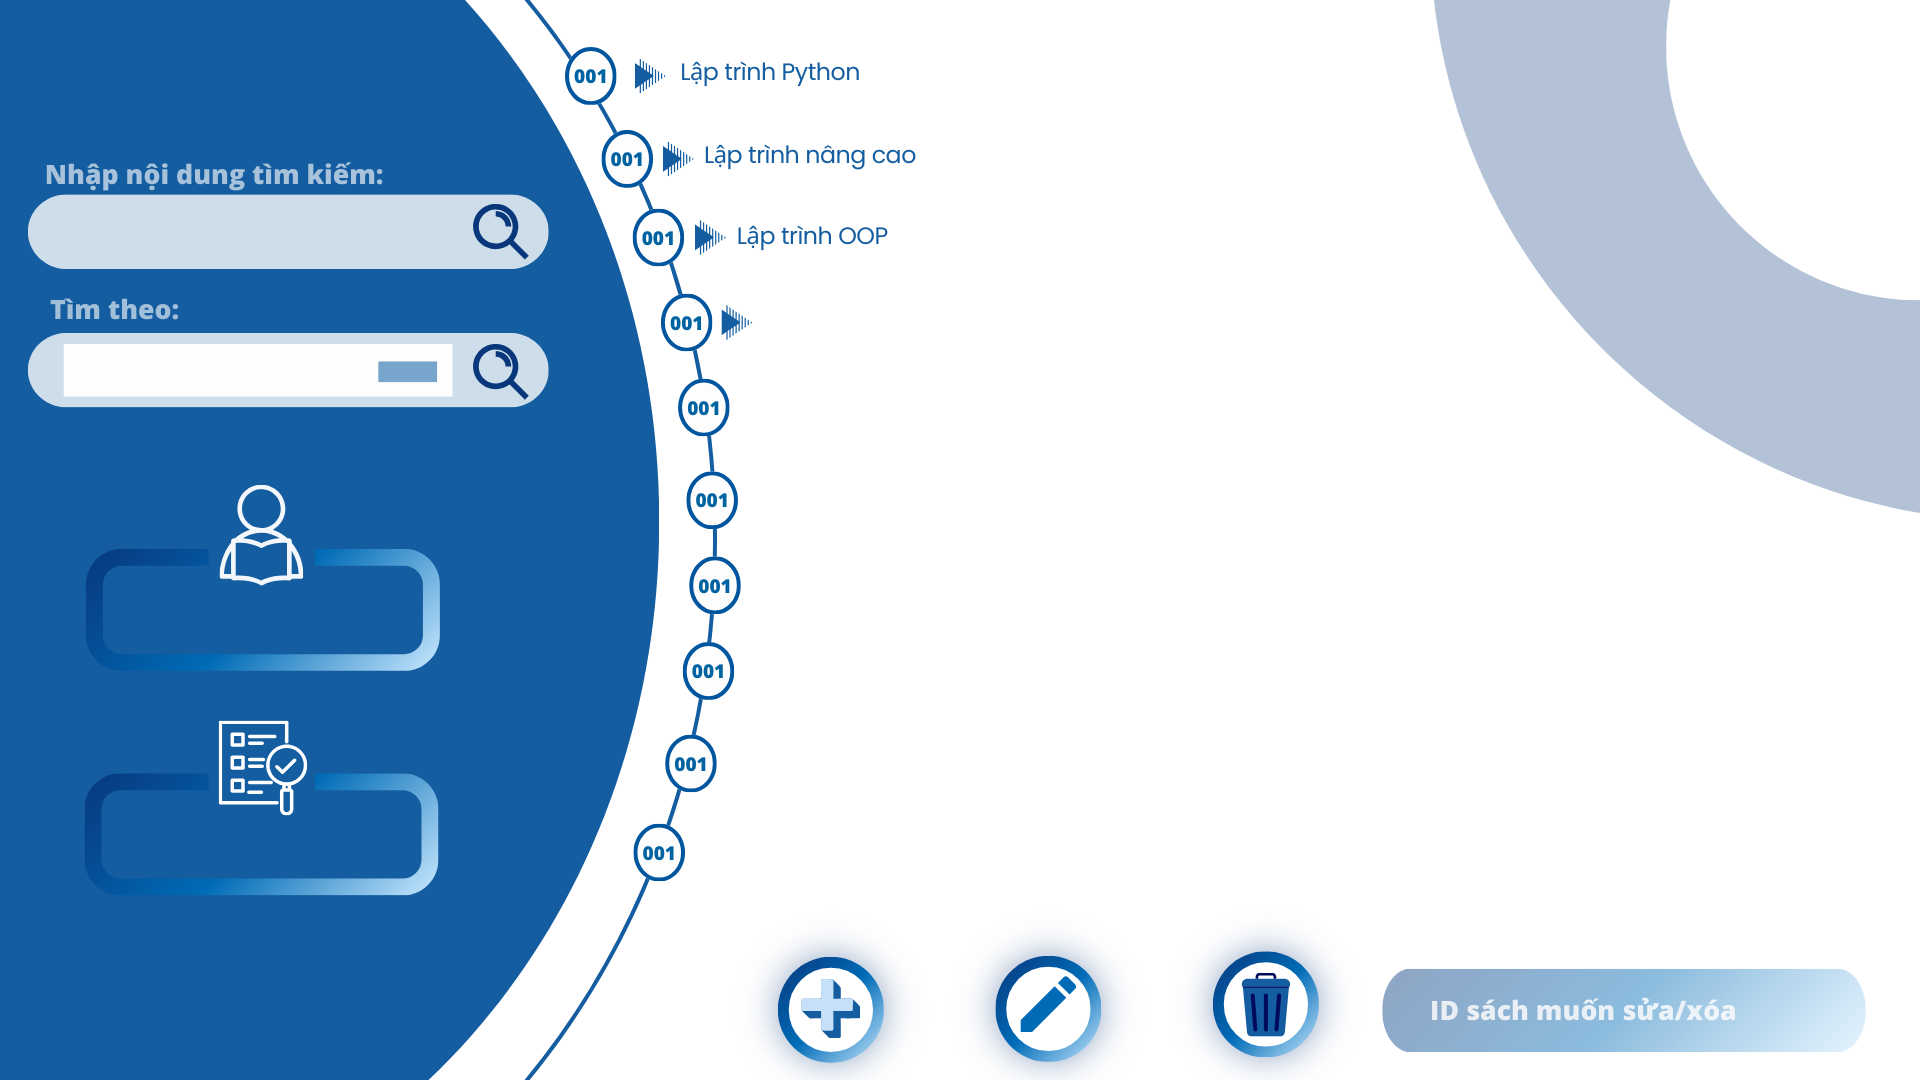 Nhập nội dung tìm kiếm:
Tìm theo:
001
Lập trình Python
001
Lập trình nâng cao
001
Lập trình OOP
001
001
001
001
001
001
001
ID sách muốn sửa/xóa